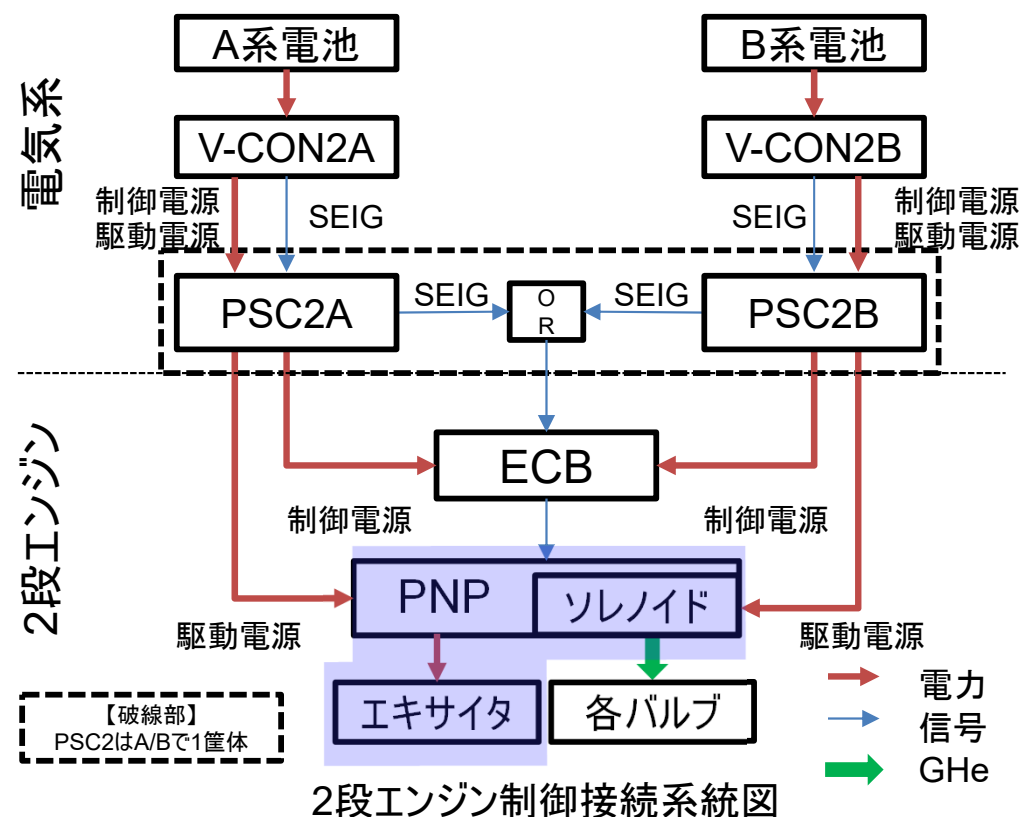 A系電池
B系電池
電気系
V-CON2A
V-CON2B
制御電源
駆動電源
SEIG
SEIG
制御電源
駆動電源
PSC2A
SEIG
O
R
SEIG
PSC2B
2段エンジン
ECB
制御電源
制御電源
PNP
ソレノイド
駆動電源
駆動電源
エキサイタ
各バルブ
電力
信号
GHe
【破線部】
PSC2はA/Bで1筐体
2段エンジン制御接続系統図